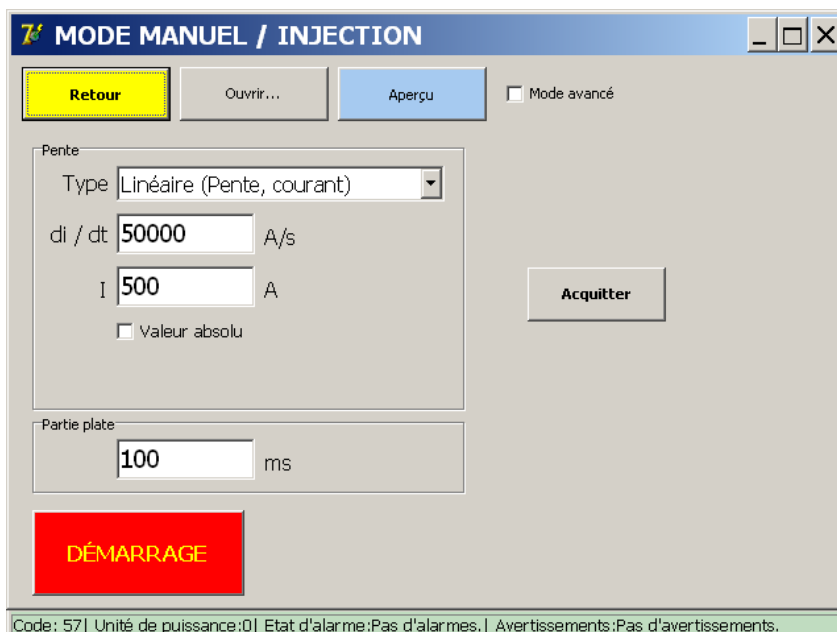 MODE MANUEL / INJECTION
Retour
Ouvrir...
Aperçu
Mode avancé
Pente
Type Linéaire (Pente, courant)
di / dt 50000 A/s
I 500 A
Valeur absolu
Acquitter
Partie plate
100 ms
DÉMARRAGE
Code: 57| Unité de puissance:0| Etat d'alarme:Pas d'alarmes.| Avertissements:Pas d'avertissements.